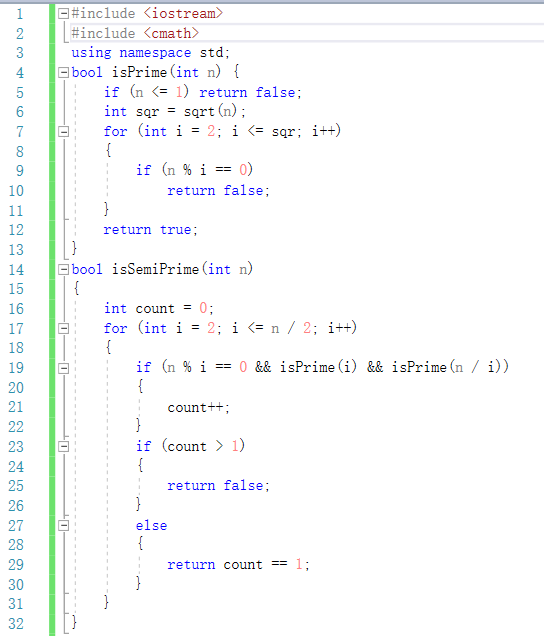 1 #include <iostream>
2 #include <cmath>
3 using namespace std;
4 bool isPrime(int n) {
5     if (n <= 1) return false;
6     int sqr = sqrt(n);
7     for (int i = 2; i <= sqr; i++)
8     {
9         if (n % i == 0)
10             return false;
11     }
12     return true;
13 }
14 bool isSemiPrime(int n)
15 {
16     int count = 0;
17     for (int i = 2; i <= n / 2; i++)
18     {
19         if (n % i == 0 && isPrime(i) && isPrime(n / i))
20         {
21             count++;
22         }
23         if (count > 1)
24         {
25             return false;
26         }
27         else
28         {
29             return count == 1;
30         }
31     }
32 }